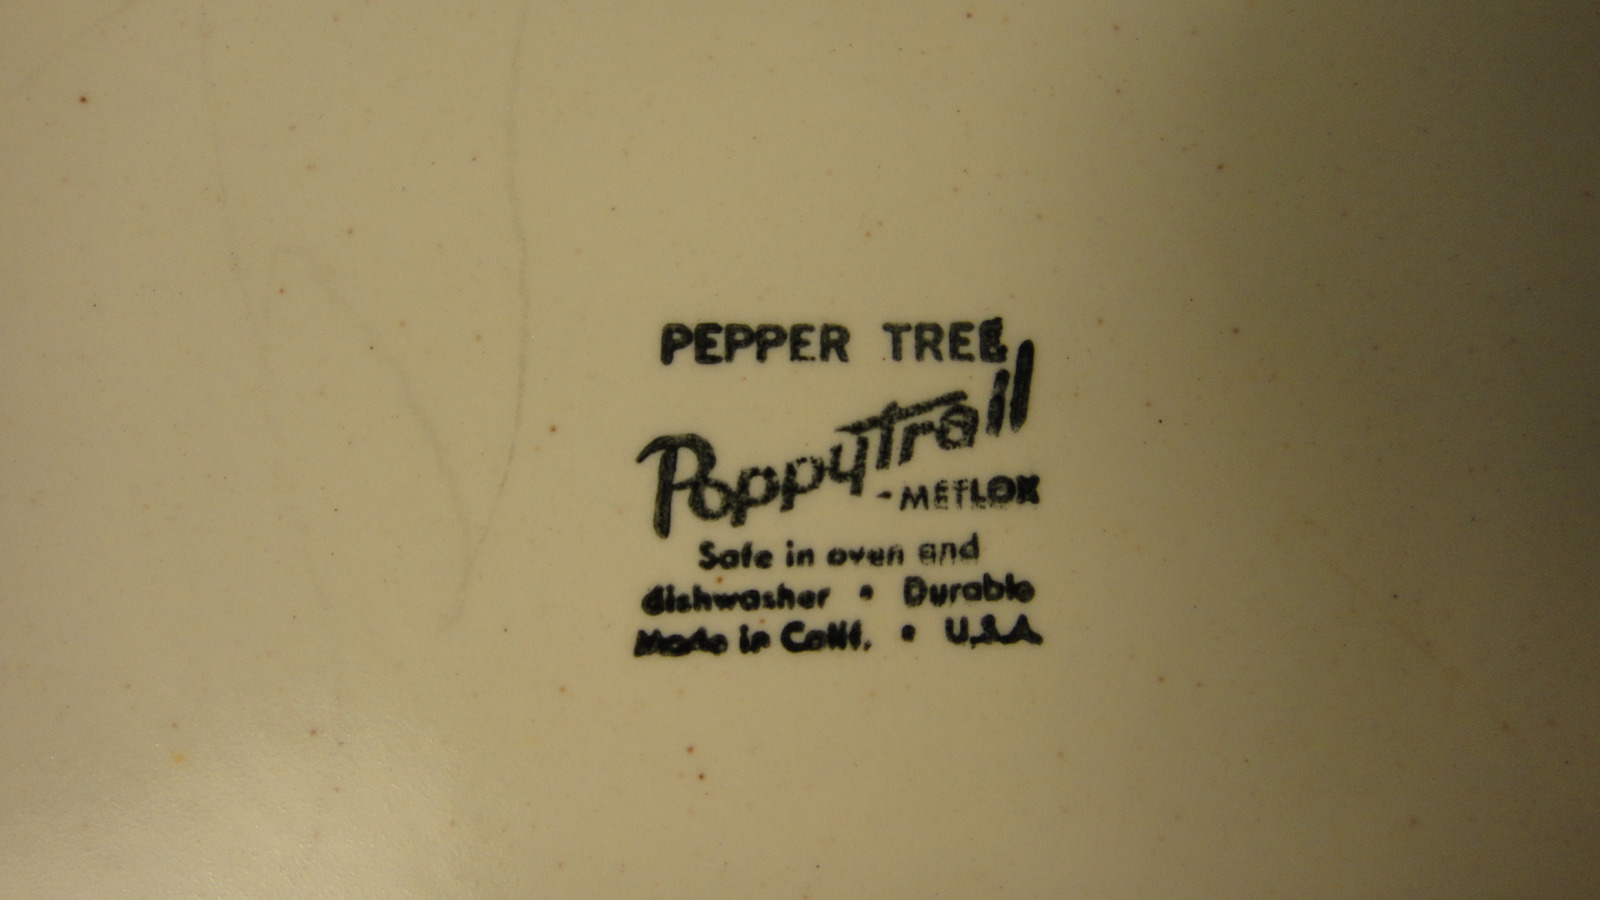 PEPPER TREE
Poppytrail
-METLOX
Safe in oven and
dishwasher • Durable
Made in Calif. • U.S.A.